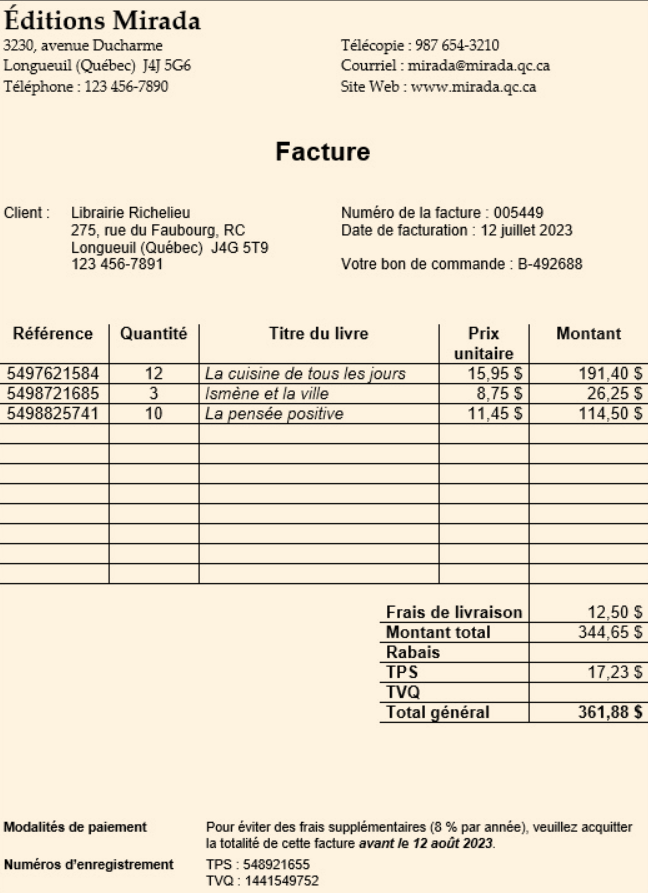 Éditions Mirada
3230, avenue Ducharme
Longueuil (Québec)  J4J 5G6
Téléphone : 123 456-7890
Télécopie : 987 654-3210
Courriel : mirada@mirada.qc.ca
Site Web : www.mirada.qc.ca
Facture
Client : Librairie Richelieu
275, rue du Faubourg, RC
Longueuil (Québec)  J4G 5T9
123 456-7891
Numéro de la facture : 005449
Date de facturation : 12 juillet 2023
Votre bon de commande : B-492688
Référence Quantité Titre du livre Prix unitaire Montant
5497621584 12 La cuisine de tous les jours 15,95 $ 191,40 $
5498721685 3 Ismène et la ville 8,75 $ 26,25 $
5498825741 10 La pensée positive 11,45 $ 114,50 $
Frais de livraison 12,50 $
Montant total 344,65 $
Rabais
TPS 17,23 $
TVQ
Total général 361,88 $
Modalités de paiement Pour éviter des frais supplémentaires (8 % par année), veuillez acquitter
la totalité de cette facture avant le 12 août 2023.
Numéros d'enregistrement TPS : 548921655
TVQ : 1441549752